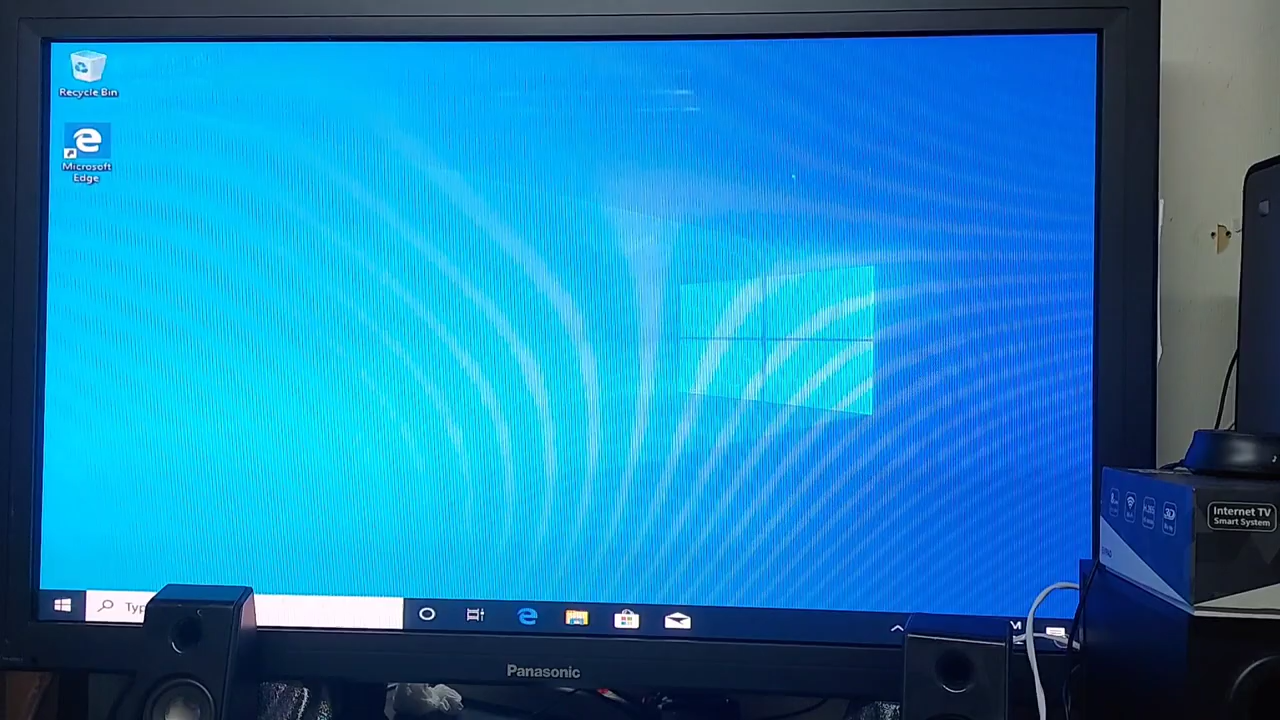 Recycle Bin
Microsoft
Edge
Internet TV
Smart System
Typ
Panasonic